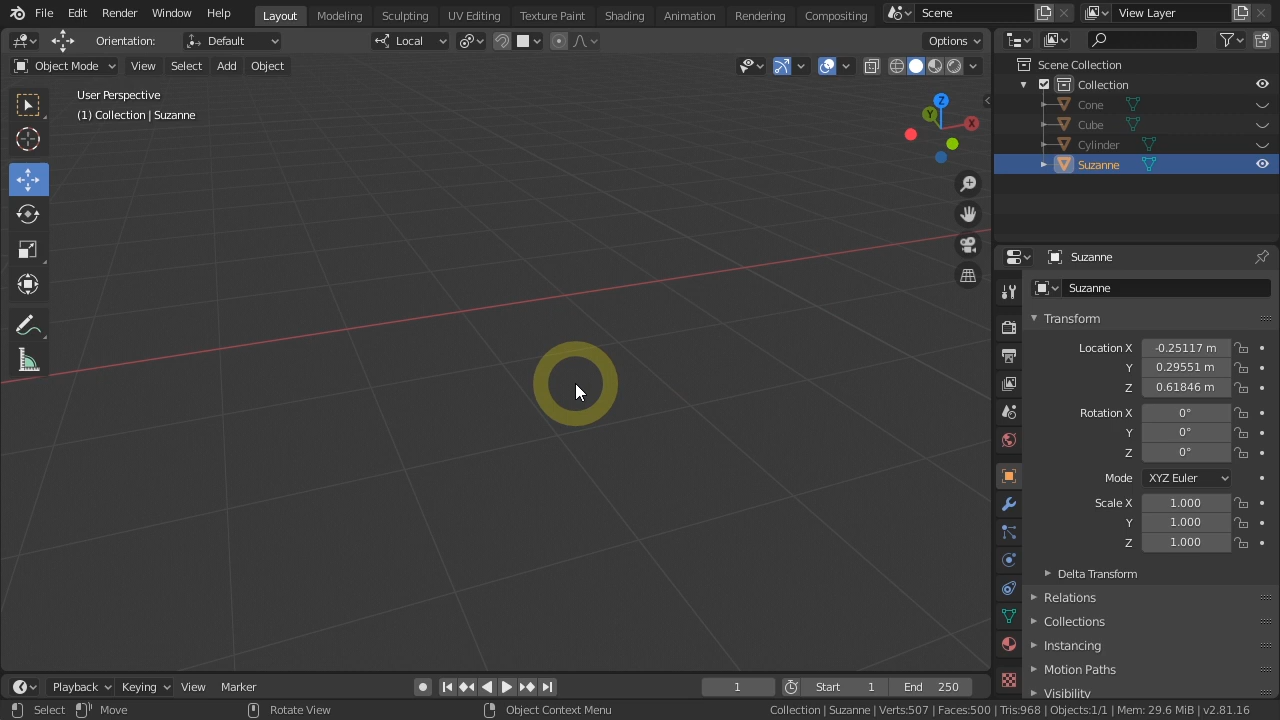 File Edit Render Window Help Layout Modeling Sculpting UV Editing Texture Paint Shading Animation Rendering Compositing Scene View Layer
Orientation: Default Local Options
Object Mode View Select Add Object
User Perspective
(1) Collection | Suzanne
Z
Y
X
Scene Collection
Collection
Cone
Cube
Cylinder
Suzanne
Suzanne
Suzanne
Transform
Location X -0.25117 m
Y 0.29551 m
Z 0.61846 m
Rotation X 0°
Y 0°
Z 0°
Mode XYZ Euler
Scale X 1.000
Y 1.000
Z 1.000
Delta Transform
Relations
Collections
Instancing
Motion Paths
Visibility
Playback Keying View Marker 1 Start 1 End 250
Select Move Rotate View Object Context Menu Collection | Suzanne | Verts:507 | Faces:500 | Tris:968 | Objects:1/1 | Mem: 29.6 MiB | v2.81.16